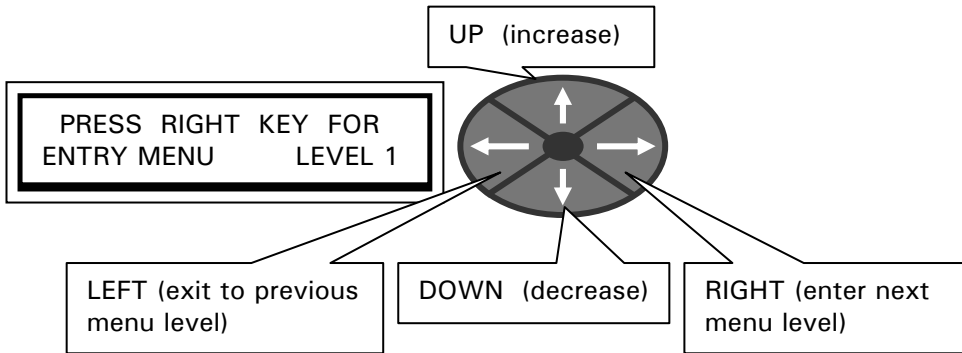 UP (increase)
PRESS RIGHT KEY FOR
ENTRY MENU LEVEL 1
LEFT (exit to previous
menu level)
DOWN (decrease)
RIGHT (enter next
menu level)